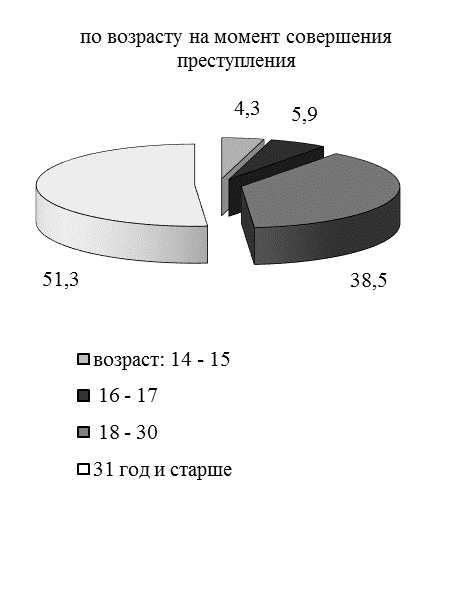 по возрасту на момент совершения
преступления
4,3
5,9
51,3
38,5
возраст: 14 - 15
16 - 17
18 - 30
31 год и старше